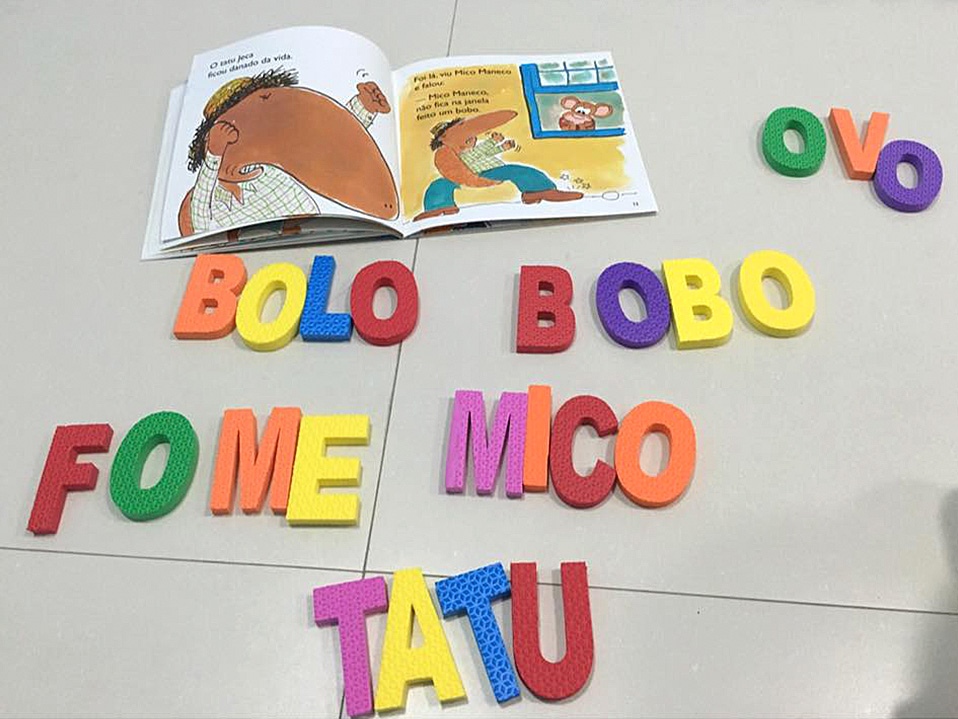 O tatu Jeca
ficou danado da vida.
Foi lá, viu Mico Maneco
e falou:
— Mico Maneco,
não fica na janela
feito um bobo.
OVO
BOLO
BOBO
FOME
MICO
TATU